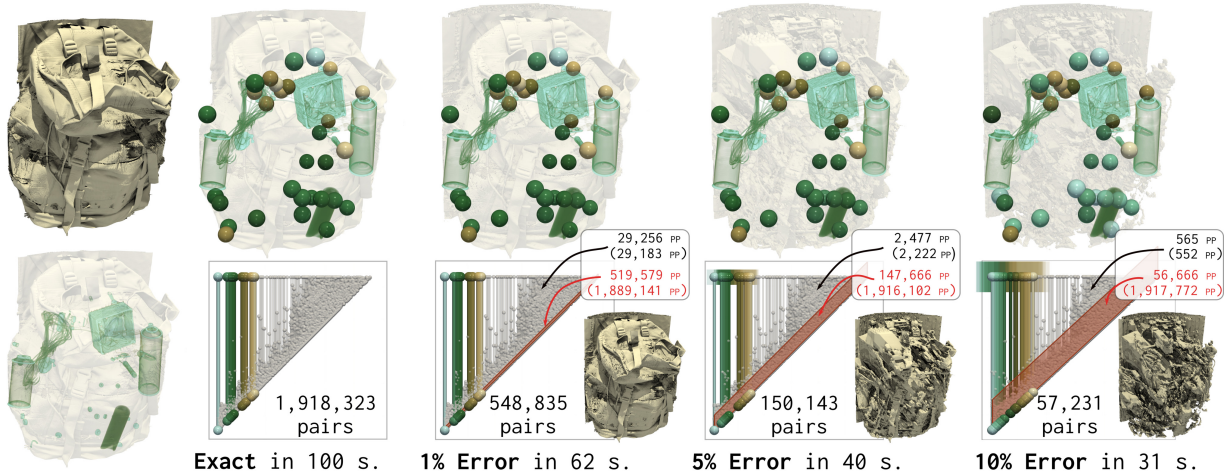 29,256 PP
(29,183 PP)
519,579 PP
(1,889,141 PP)
2,477 PP
(2,222 PP)
147,666 PP
(1,916,102 PP)
565 PP
(552 PP)
56,666 PP
(1,917,772 PP)
1,918,323
pairs
548,835
pairs
150,143
pairs
57,231
pairs
Exact in 100 s.
1% Error in 62 s.
5% Error in 40 s.
10% Error in 31 s.